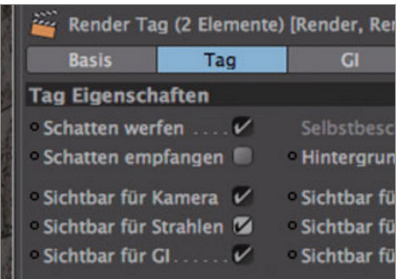 Render Tag (2 Elemente) [Render, Ren
Basis Tag GI
Tag Eigenschaften
Schatten werfen .... Selbstbesc
Schatten empfangen Hintergrun
Sichtbar für Kamera Sichtbar fü
Sichtbar für Strahlen Sichtbar fü
Sichtbar für GI...... Sichtbar fü